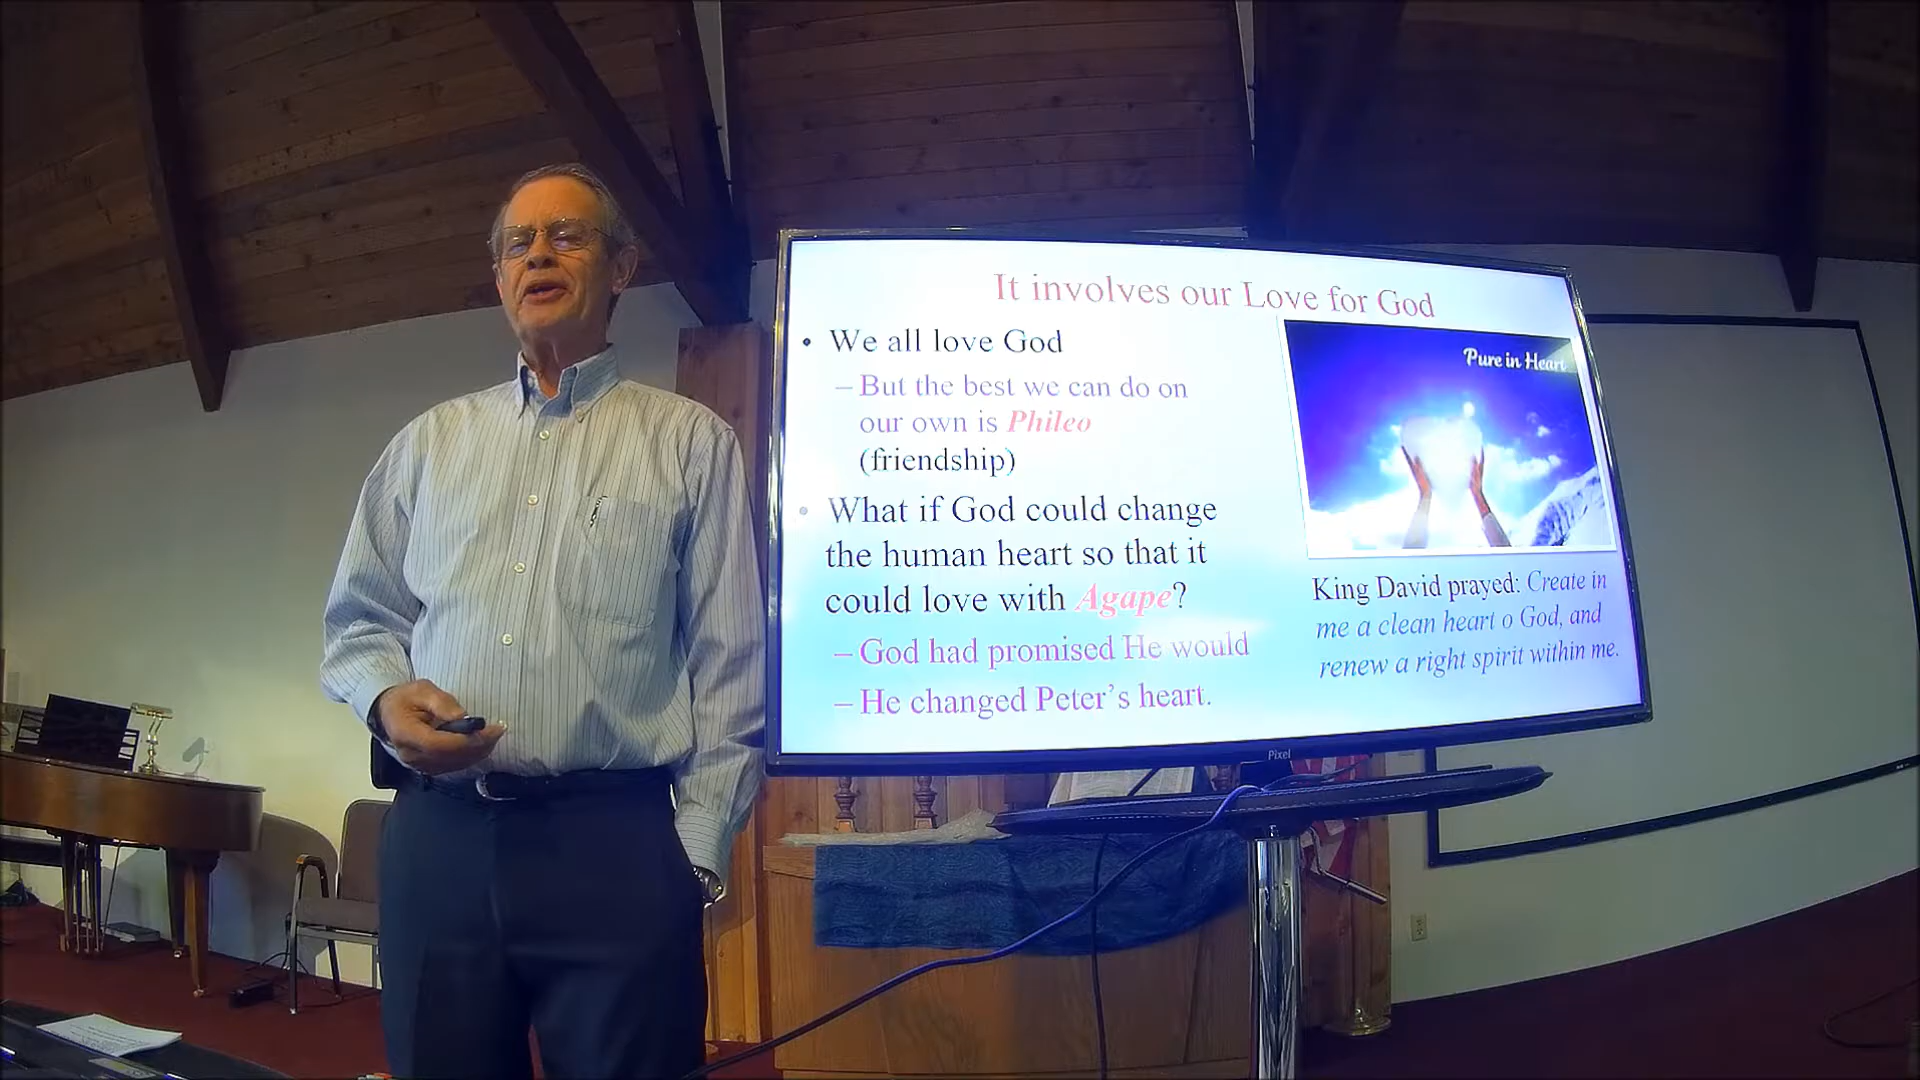 It involves our Love for God
• We all love God
– But the best we can do on
our own is Phileo
(friendship)
• What if God could change
the human heart so that it
could love with Agape?
– God had promised He would
– He changed Peter's heart.
Pure in Heart
King David prayed: Create in
me a clean heart o God, and
renew a right spirit within me.
Pixel